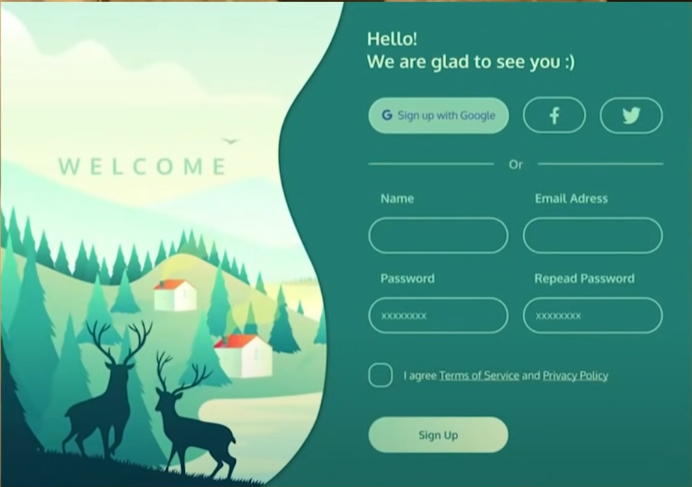 Hello!
We are glad to see you :)
Sign up with Google
WELCOME
Or
Name
Email Adress
Password
Repead Password
xxxxxxxx
xxxxxxxx
I agree Terms of Service and Privacy Policy
Sign Up